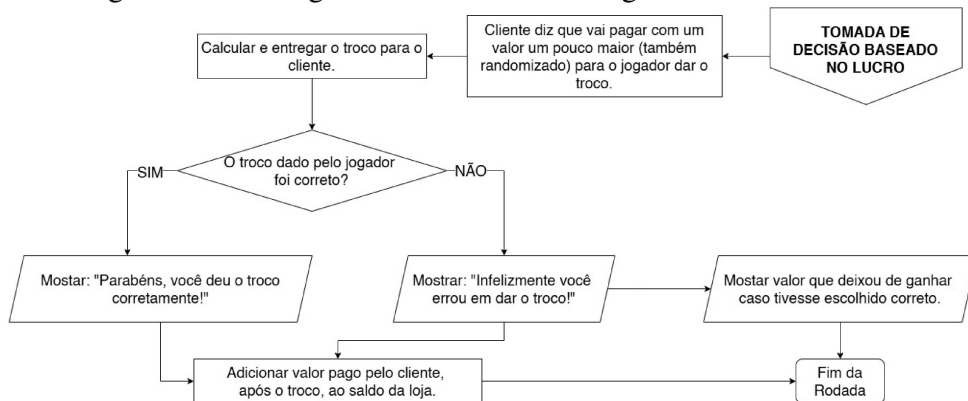 Calcular e entregar o troco para o
cliente.
Cliente diz que vai pagar com um
valor um pouco maior (também
randomizado) para o jogador dar o
troco.
TOMADA DE
DECISÃO BASEADO
NO LUCRO
O troco dado pelo jogador
foi correto?
SIM
NÃO
Mostar: "Parabéns, você deu o troco
corretamente!"
Mostrar: "Infelizmente você
errou em dar o troco!"
Mostar valor que deixou de ganhar
caso tivesse escolhido correto.
Adicionar valor pago pelo cliente,
após o troco, ao saldo da loja.
Fim da
Rodada